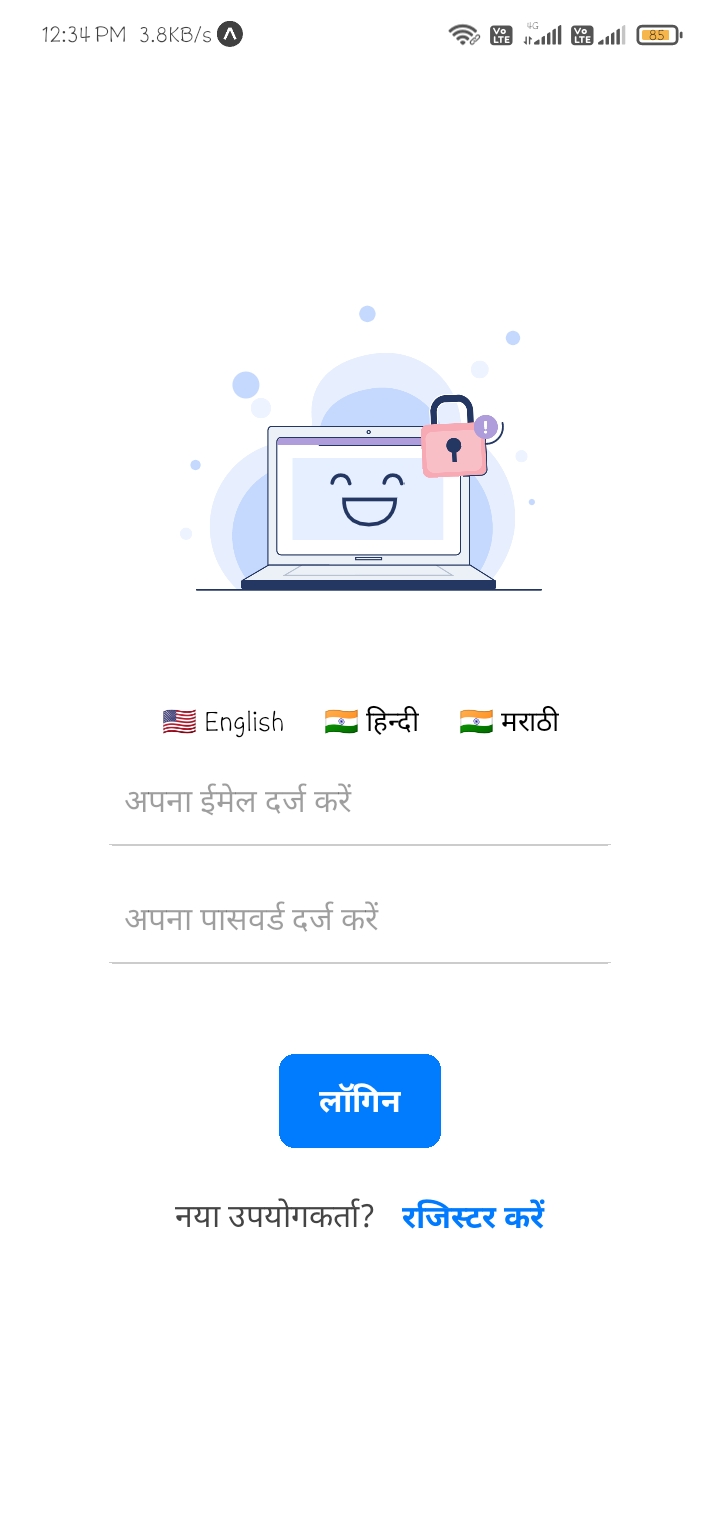 12:34 PM 3.8KB/s Vo LTE 4G Vo LTE 85
!
🇺🇸 English 🇮🇳 हिन्दी 🇮🇳 मराठी
अपना ईमेल दर्ज करें
अपना पासवर्ड दर्ज करें
लॉगिन
नया उपयोगकर्ता? रजिस्टर करें